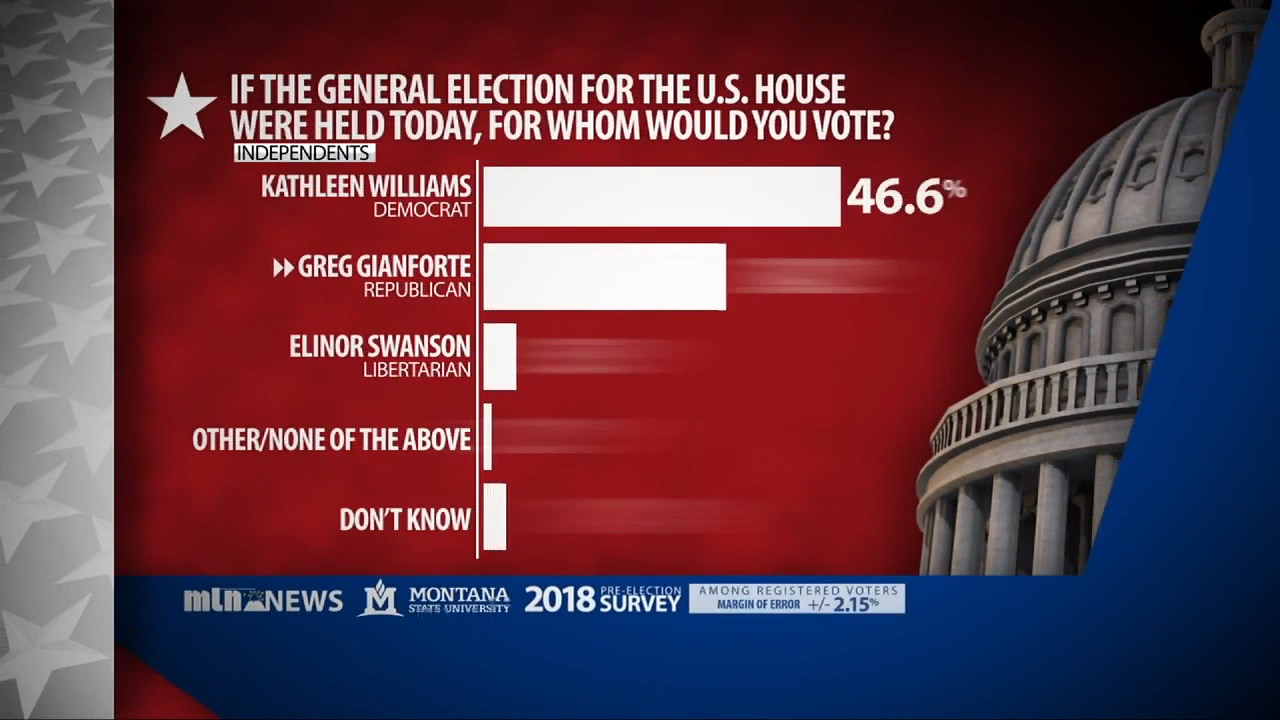 IF THE GENERAL ELECTION FOR THE U.S. HOUSE
WERE HELD TODAY, FOR WHOM WOULD YOU VOTE?
INDEPENDENTS
KATHLEEN WILLIAMS
DEMOCRAT
46.6%
GREG GIANFORTE
REPUBLICAN
ELINOR SWANSON
LIBERTARIAN
OTHER/NONE OF THE ABOVE
DON'T KNOW
mtn NEWS
M MONTANA
STATE UNIVERSITY
2018 PRE-ELECTION
SURVEY
AMONG REGISTERED VOTERS
MARGIN OF ERROR +/- 2.15%